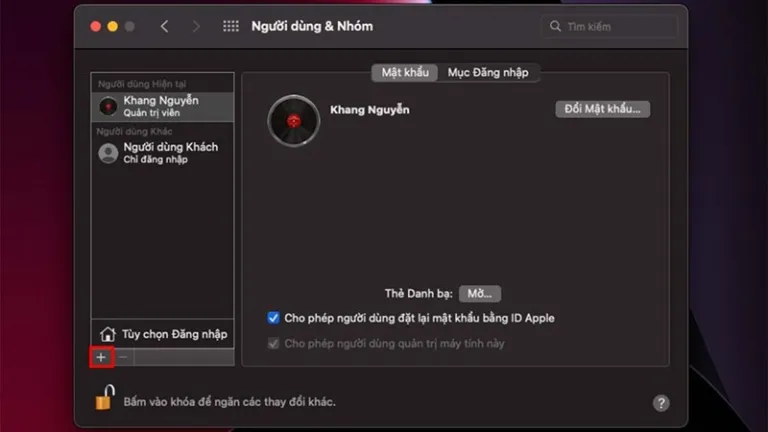 Người dùng & Nhóm
Tìm kiếm
Mật khẩu
Mục Đăng nhập
Người dùng Hiện tại
Khang Nguyễn
Quản trị viên
Người dùng Khác
Người dùng Khách
Chỉ đăng nhập
Khang Nguyễn
Đổi Mật khẩu...
Thẻ Danh bạ:
Mở...
Cho phép người dùng đặt lại mật khẩu bằng ID Apple
Cho phép người dùng quản trị máy tính này
Tùy chọn Đăng nhập
+ −
Bấm vào khóa để ngăn các thay đổi khác.
?